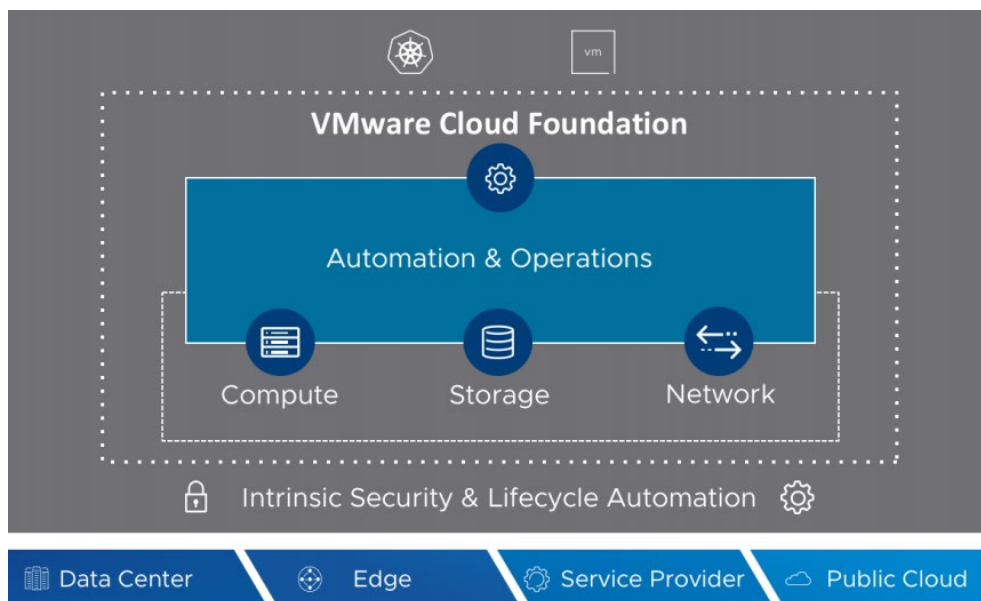 vm
VMware Cloud Foundation
Automation & Operations
Compute Storage Network
Intrinsic Security & Lifecycle Automation
Data Center Edge Service Provider Public Cloud